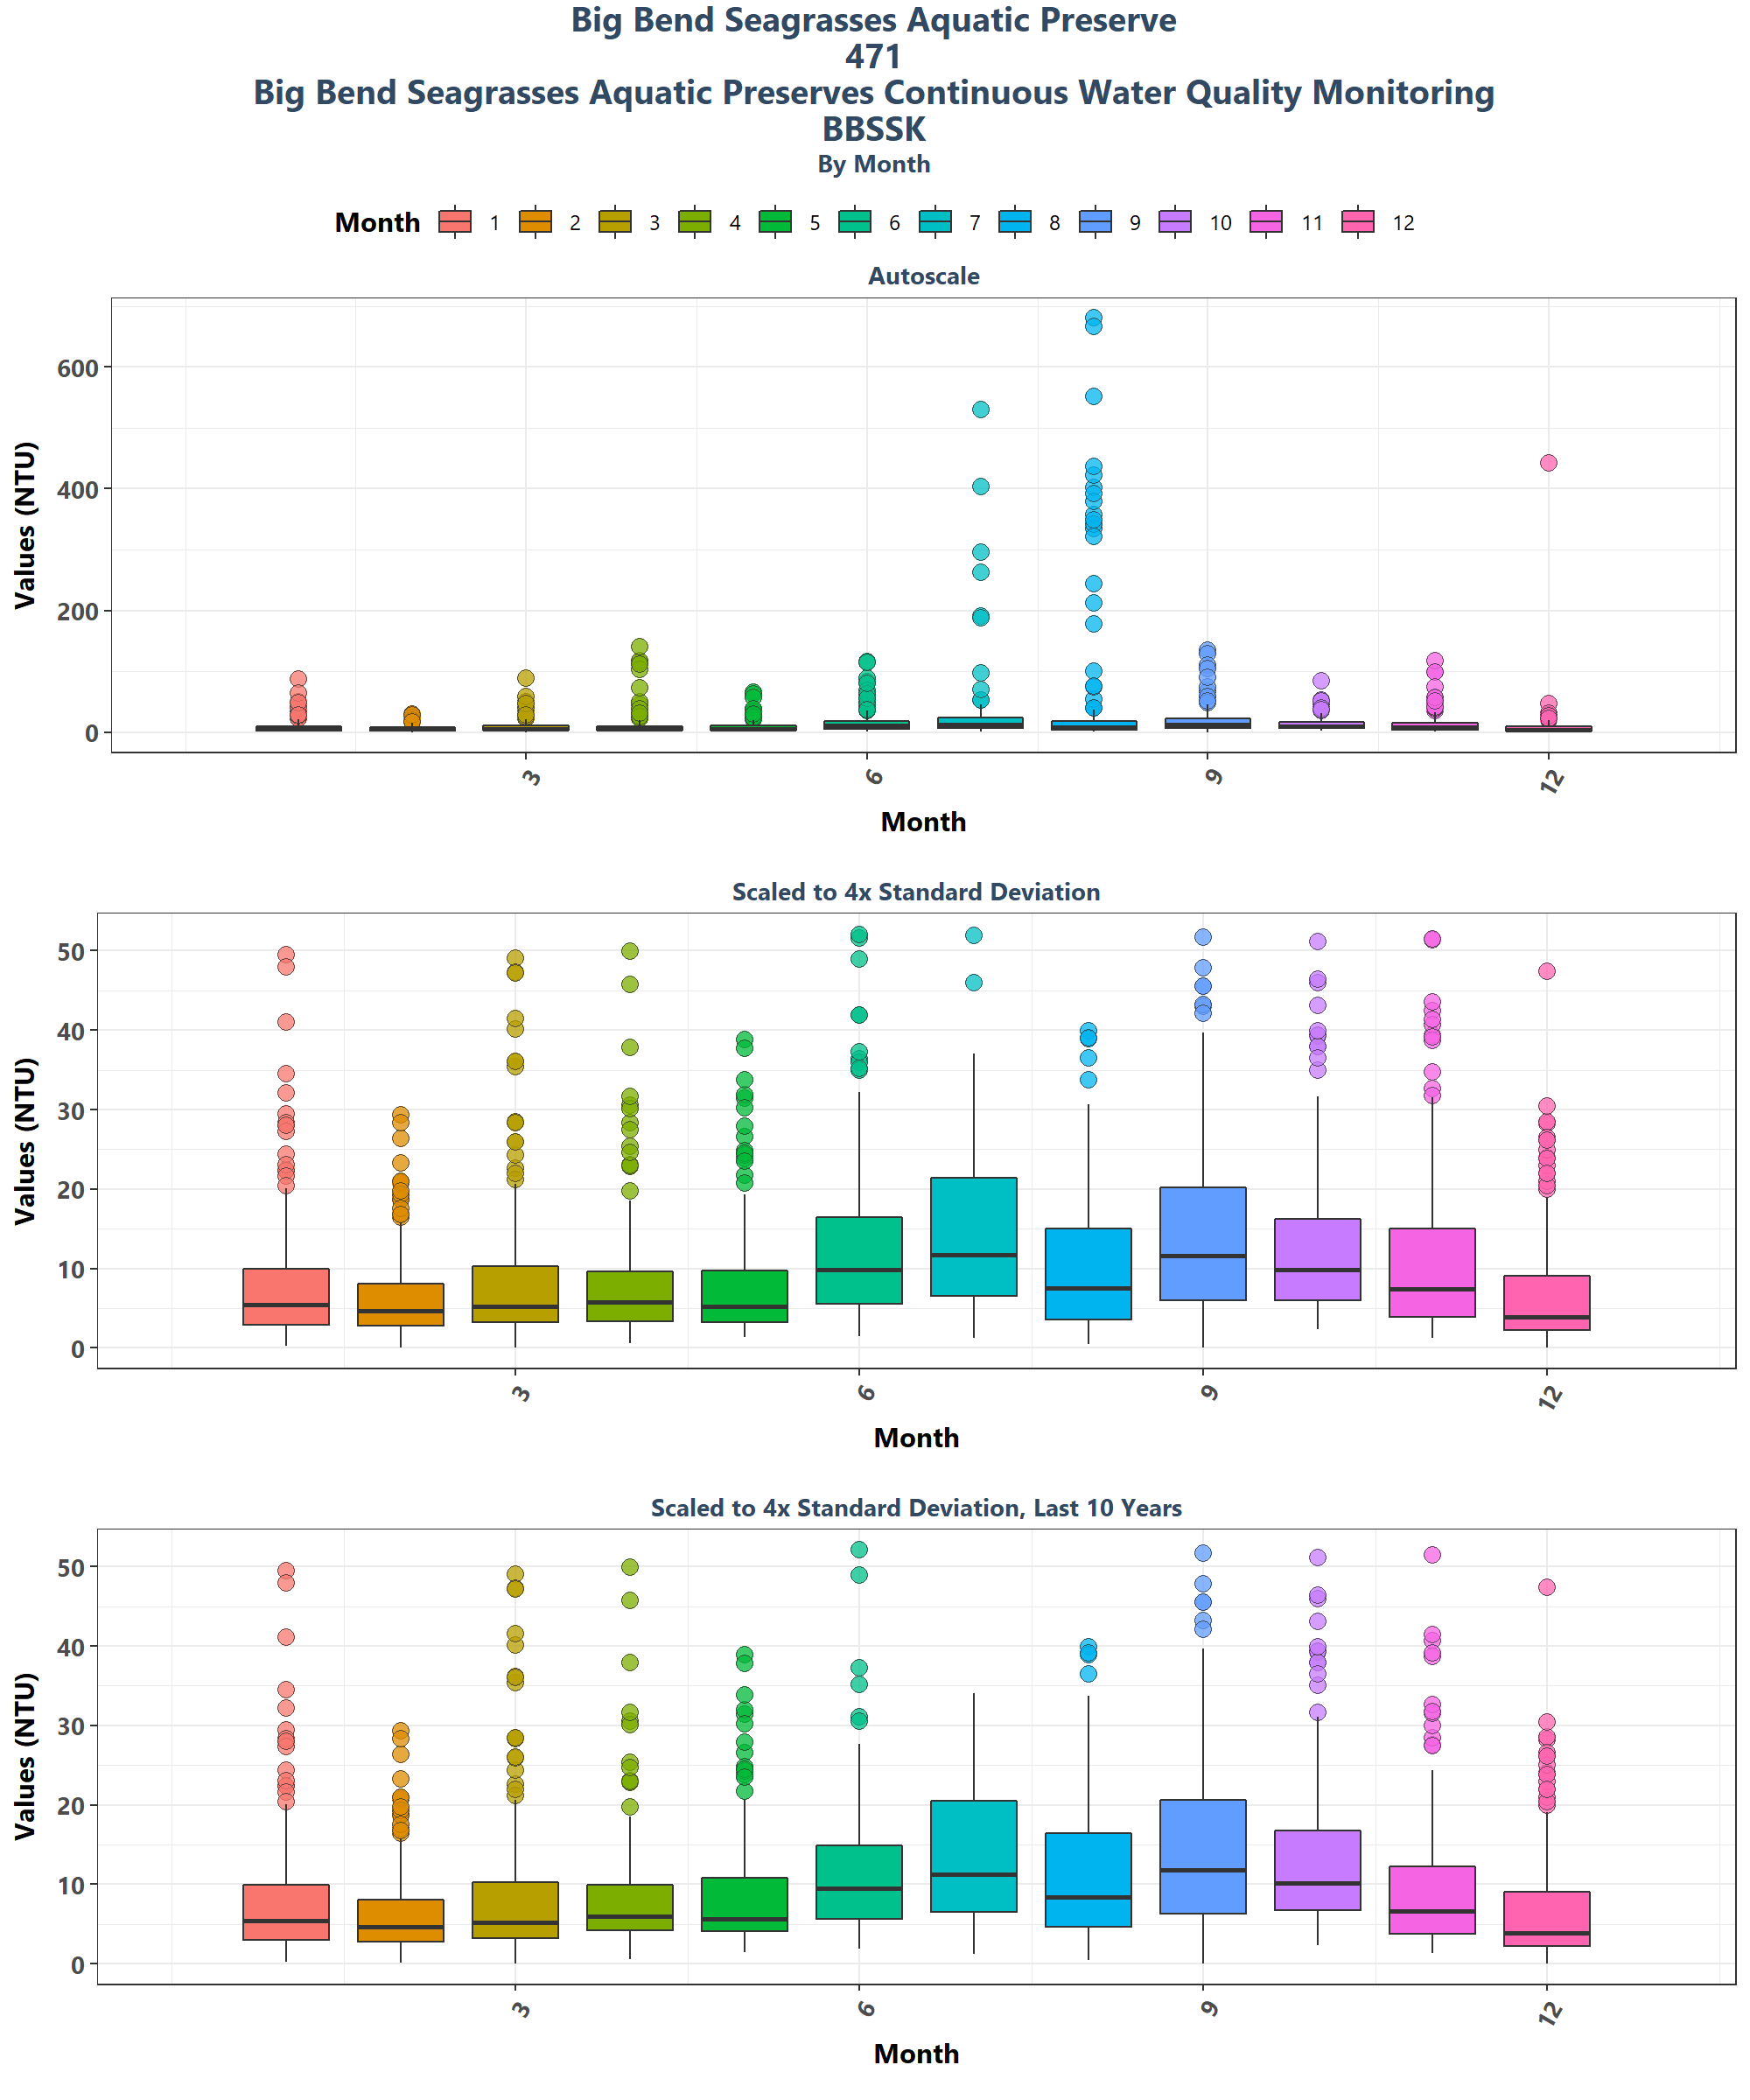 Big Bend Seagrasses Aquatic Preserve
471
Big Bend Seagrasses Aquatic Preserves Continuous Water Quality Monitoring
BBSSK
By Month
Month 1 2 3 4 5 6 7 8 9 10 11 12
Autoscale
Values (NTU)
600
400
200
0
3 6 9 12
Month
Scaled to 4x Standard Deviation
Values (NTU)
50
40
30
20
10
0
3 6 9 12
Month
Scaled to 4x Standard Deviation, Last 10 Years
Values (NTU)
50
40
30
20
10
0
3 6 9 12
Month